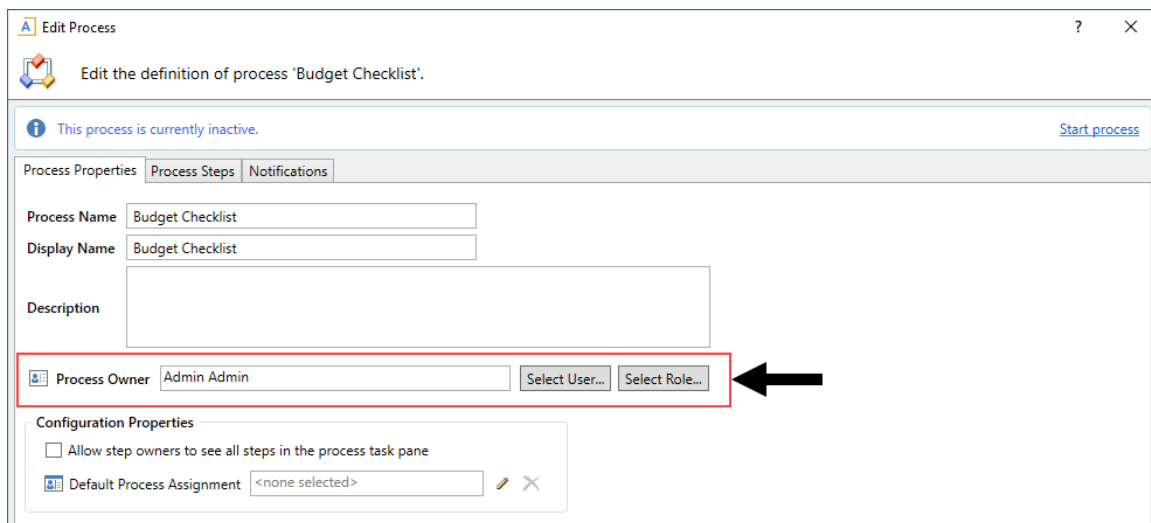 A Edit Process ?
Edit the definition of process 'Budget Checklist'.
This process is currently inactive. Start process
Process Properties Process Steps Notifications
Process Name Budget Checklist
Display Name Budget Checklist
Description
Process Owner Admin Admin Select User... Select Role...
Configuration Properties
Allow step owners to see all steps in the process task pane
Default Process Assignment <none selected>